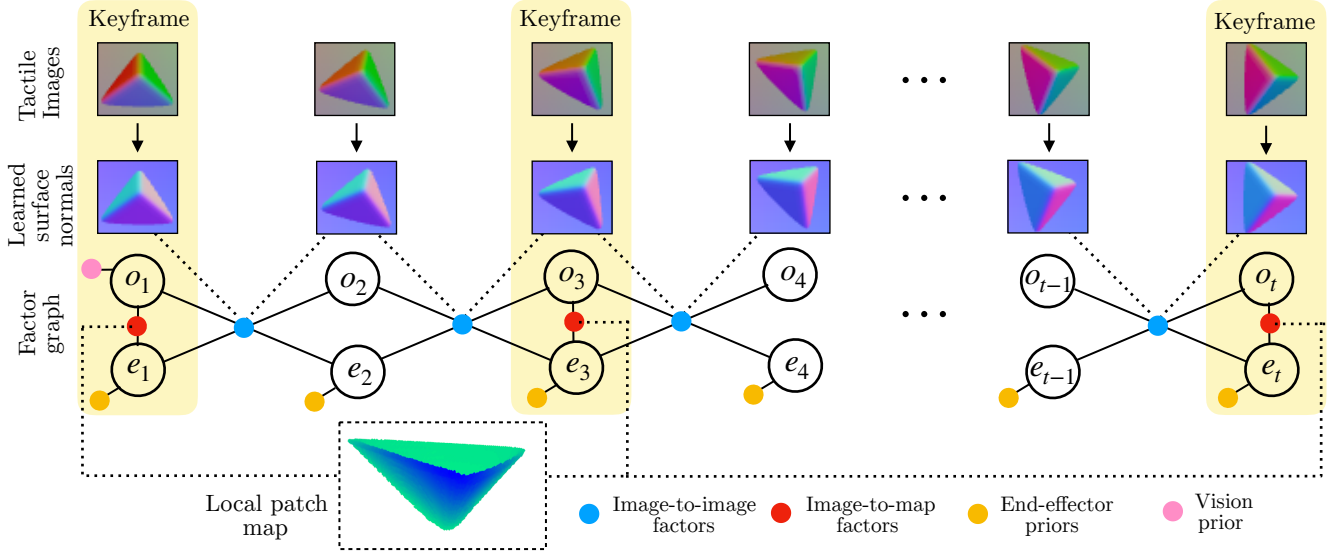 Keyframe
Keyframe
Keyframe
Tactile
Images
• • •
Learned
surface
normals
• • •
Factor
graph
o₁
o₂
o₃
o₄
• • •
oₜ₋₁
oₜ
e₁
e₂
e₃
e₄
eₜ₋₁
eₜ
Local patch
map
Image-to-image
factors
Image-to-map
factors
End-effector
priors
Vision
prior